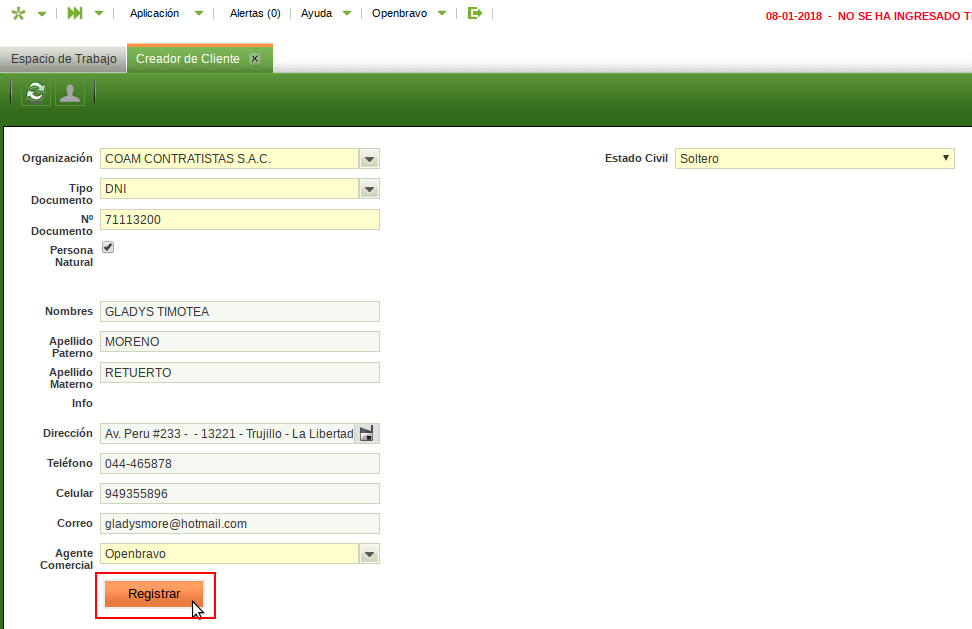 Aplicación Alertas (0) Ayuda Openbravo
08-01-2018 - NO SE HA INGRESADO
Espacio de Trabajo Creador de Cliente x
Organización COAM CONTRATISTAS S.A.C. Estado Civil Soltero
Tipo Documento DNI
Nº Documento 71113200
Persona Natural
Nombres GLADYS TIMOTEA
Apellido Paterno MORENO
Apellido Materno RETUERTO
Info
Dirección Av. Peru #233 - - 13221 - Trujillo - La Libertad
Teléfono 044-465878
Celular 949355896
Correo gladysmore@hotmail.com
Agente Comercial Openbravo
Registrar